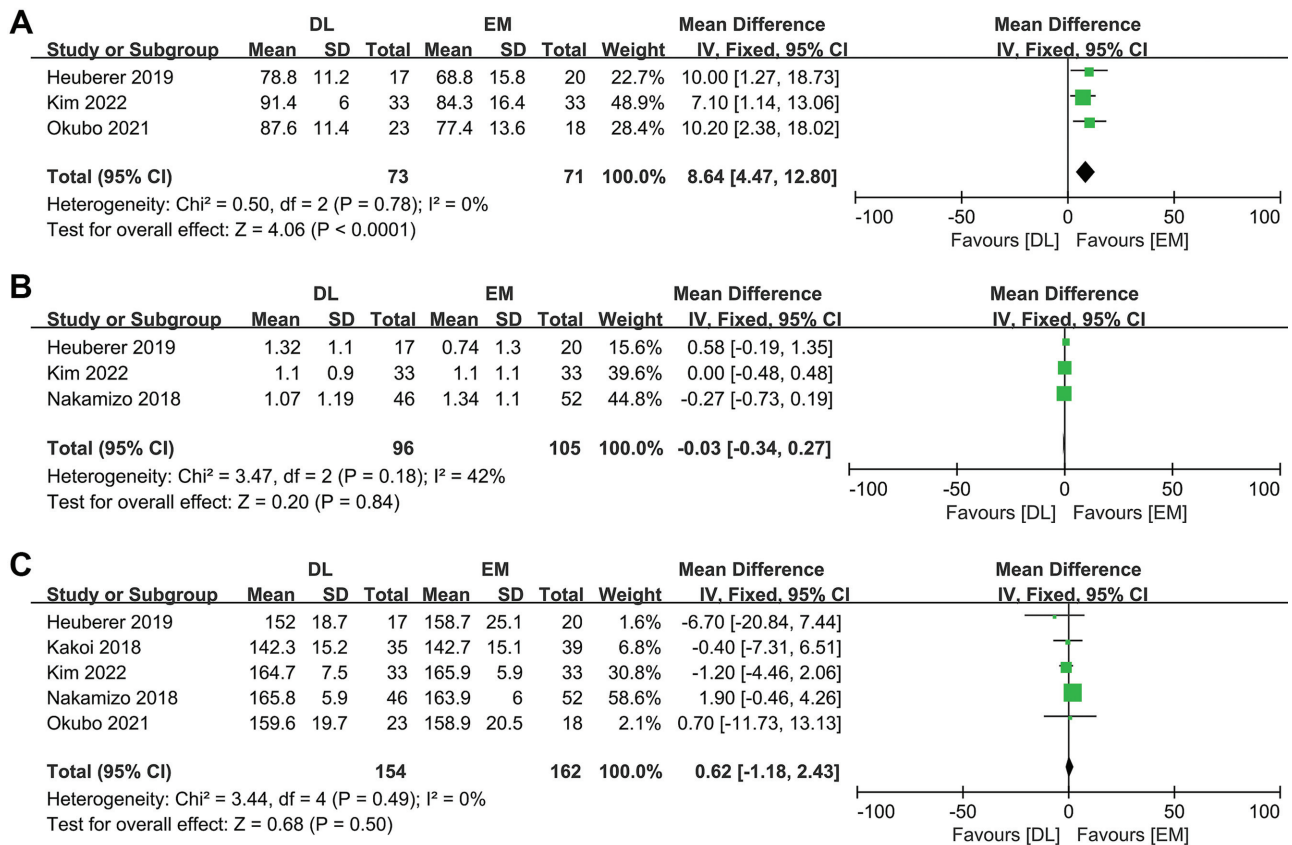 A
DL EM Mean Difference Mean Difference
Study or Subgroup Mean SD Total Mean SD Total Weight IV, Fixed, 95% CI IV, Fixed, 95% CI
Heuberer 2019 78.8 11.2 17 68.8 15.8 20 22.7% 10.00 [1.27, 18.73]
Kim 2022 91.4 6 33 84.3 16.4 33 48.9% 7.10 [1.14, 13.06]
Okubo 2021 87.6 11.4 23 77.4 13.6 18 28.4% 10.20 [2.38, 18.02]
Total (95% CI) 73 71 100.0% 8.64 [4.47, 12.80]
Heterogeneity: Chi² = 0.50, df = 2 (P = 0.78); I² = 0%
Test for overall effect: Z = 4.06 (P < 0.0001)
-100 -50 0 50 100
Favours [DL] Favours [EM]
B
DL EM Mean Difference Mean Difference
Study or Subgroup Mean SD Total Mean SD Total Weight IV, Fixed, 95% CI IV, Fixed, 95% CI
Heuberer 2019 1.32 1.1 17 0.74 1.3 20 15.6% 0.58 [-0.19, 1.35]
Kim 2022 1.1 0.9 33 1.1 1.1 33 39.6% 0.00 [-0.48, 0.48]
Nakamizo 2018 1.07 1.19 46 1.34 1.1 52 44.8% -0.27 [-0.73, 0.19]
Total (95% CI) 96 105 100.0% -0.03 [-0.34, 0.27]
Heterogeneity: Chi² = 3.47, df = 2 (P = 0.18); I² = 42%
Test for overall effect: Z = 0.20 (P = 0.84)
-100 -50 0 50 100
Favours [DL] Favours [EM]
C
DL EM Mean Difference Mean Difference
Study or Subgroup Mean SD Total Mean SD Total Weight IV, Fixed, 95% CI IV, Fixed, 95% CI
Heuberer 2019 152 18.7 17 158.7 25.1 20 1.6% -6.70 [-20.84, 7.44]
Kakoi 2018 142.3 15.2 35 142.7 15.1 39 6.8% -0.40 [-7.31, 6.51]
Kim 2022 164.7 7.5 33 165.9 5.9 33 30.8% -1.20 [-4.46, 2.06]
Nakamizo 2018 165.8 5.9 46 163.9 6 52 58.6% 1.90 [-0.46, 4.26]
Okubo 2021 159.6 19.7 23 158.9 20.5 18 2.1% 0.70 [-11.73, 13.13]
Total (95% CI) 154 162 100.0% 0.62 [-1.18, 2.43]
Heterogeneity: Chi² = 3.44, df = 4 (P = 0.49); I² = 0%
Test for overall effect: Z = 0.68 (P = 0.50)
-100 -50 0 50 100
Favours [DL] Favours [EM]